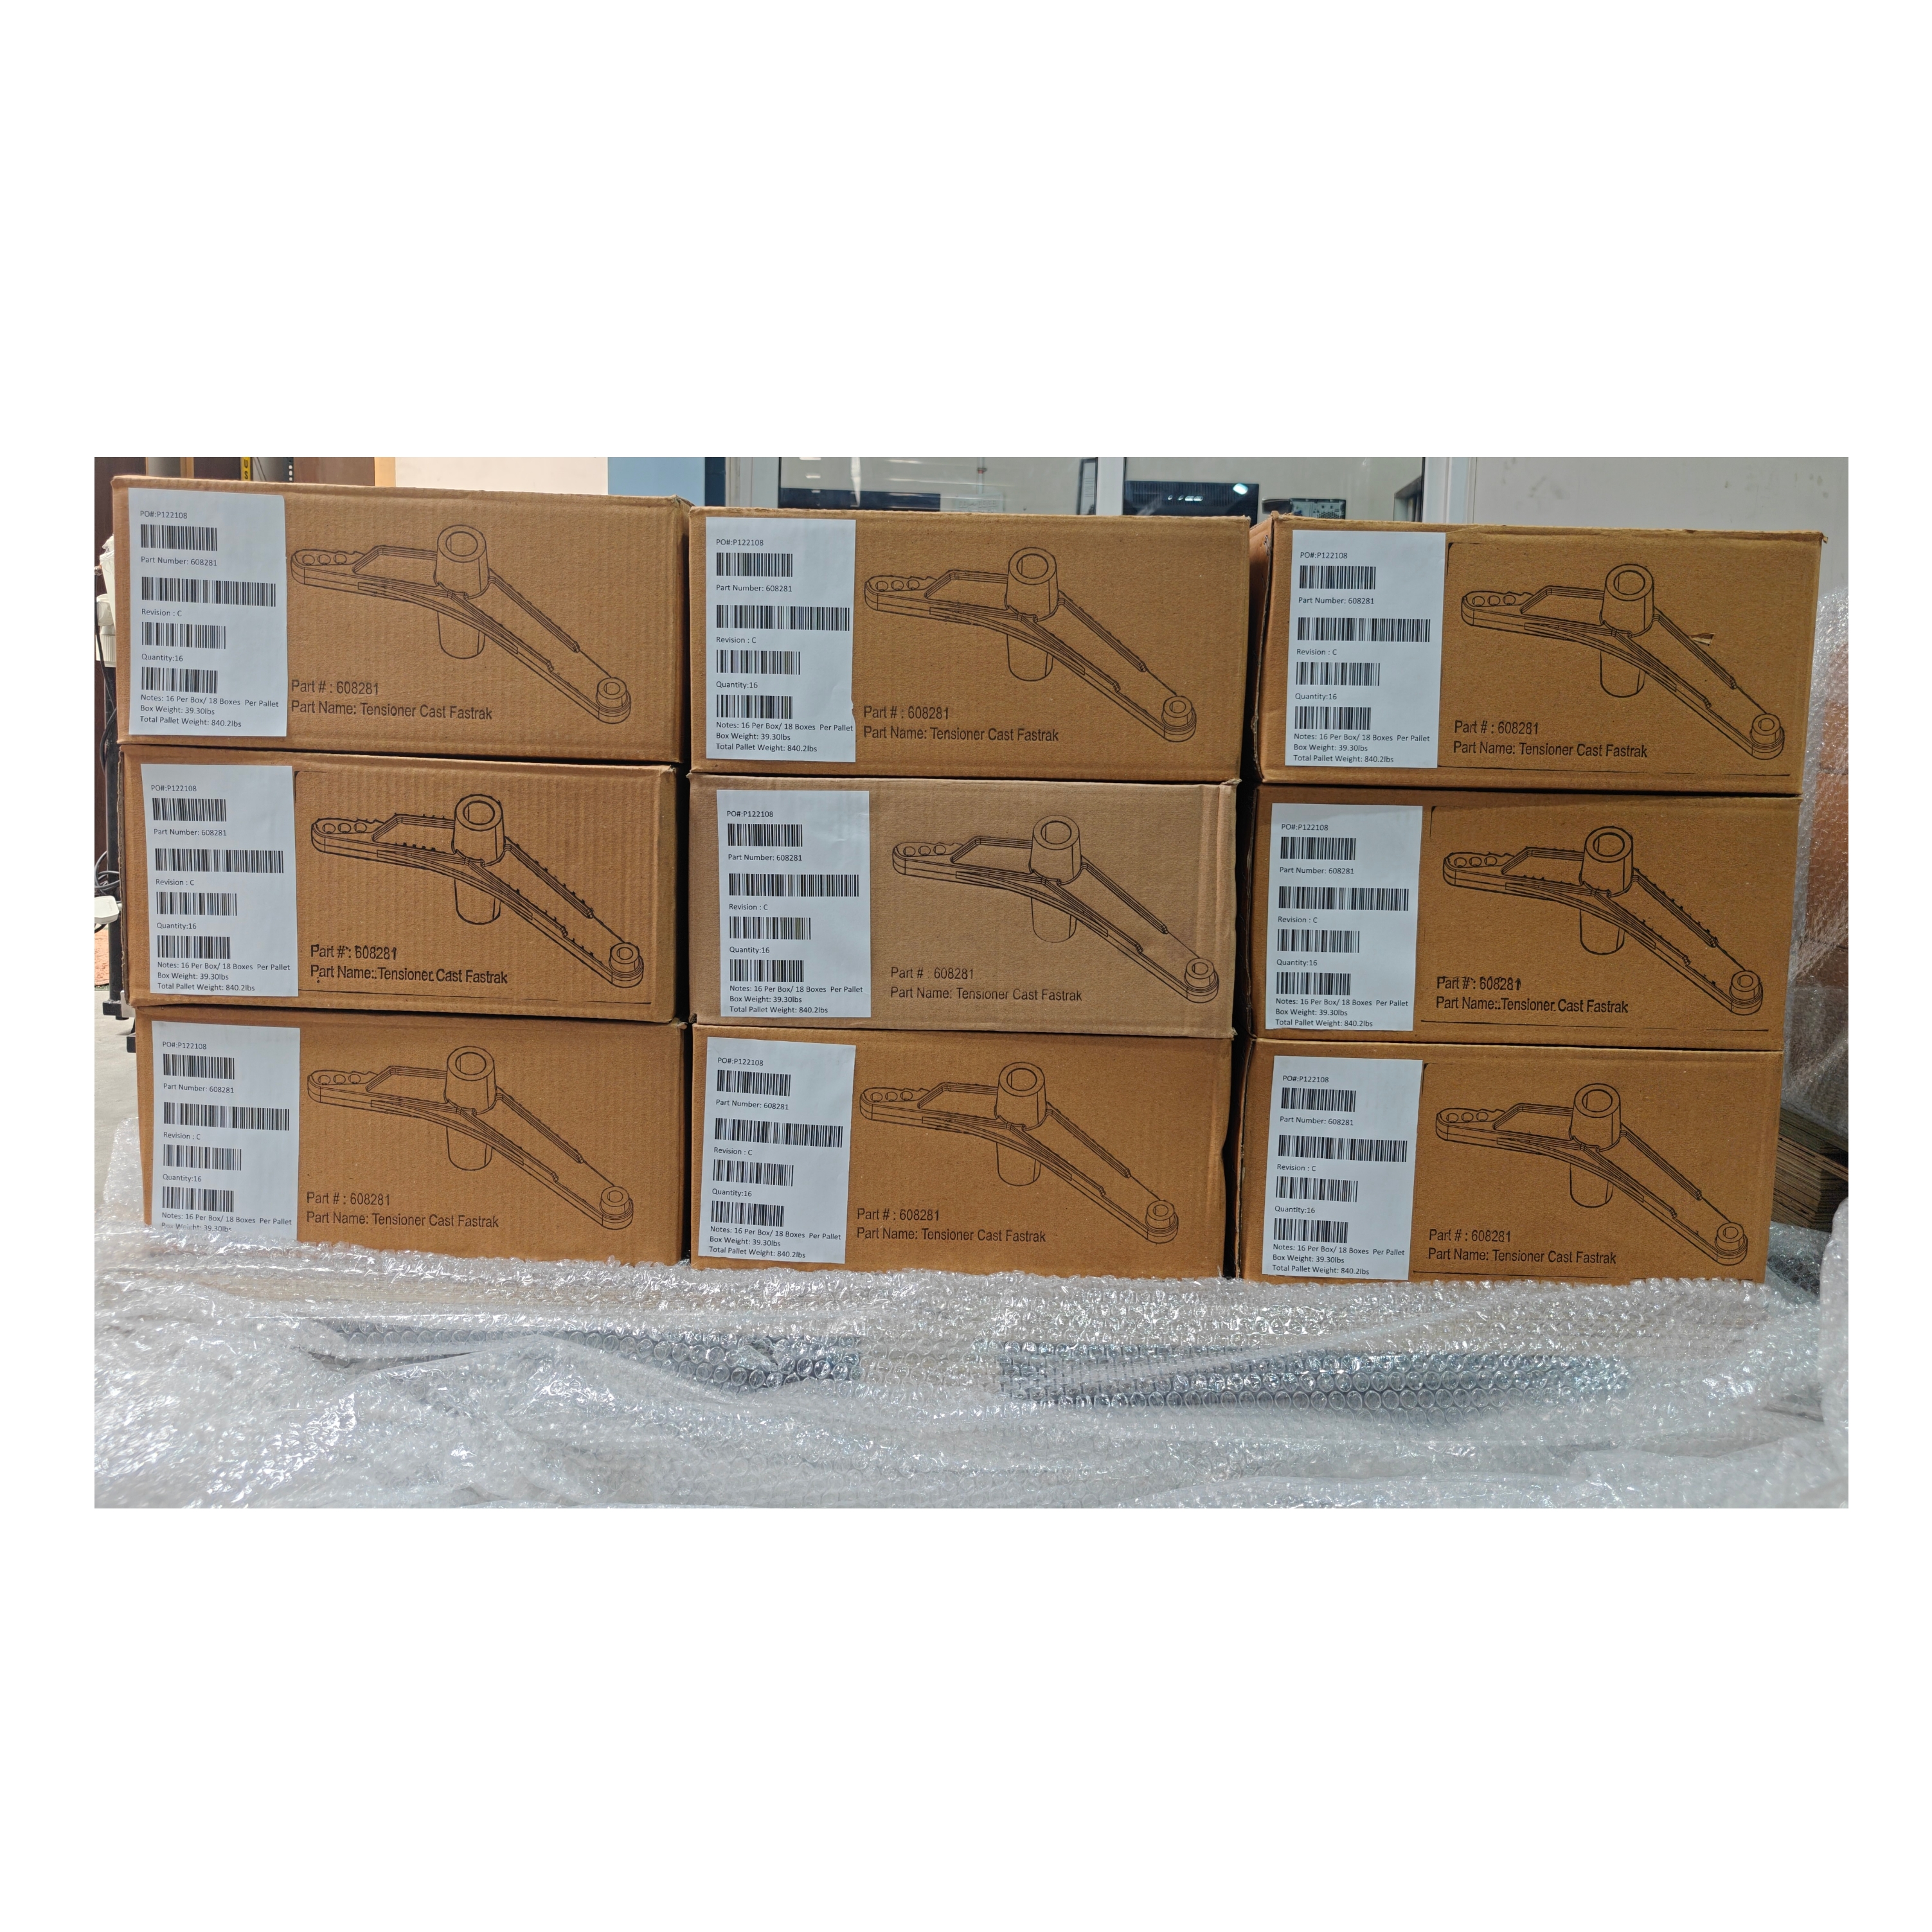 PO#:P122108
Part Number: 608281
Revision : C
Quantity:16
Notes: 16 Per Box/ 18 Boxes Per Pallet
Box Weight: 39.30lbs
Total Pallet Weight: 840.2lbs
Part # : 608281
Part Name: Tensioner Cast Fastrak
PO#:P122108
Part Number: 608281
Revision : C
Quantity:16
Notes: 16 Per Box/ 18 Boxes Per Pallet
Box Weight: 39.30lbs
Total Pallet Weight: 840.2lbs
Part # : 608281
Part Name: Tensioner Cast Fastrak
PO#:P122108
Part Number: 608281
Revision : C
Quantity:16
Notes: 16 Per Box/ 18 Boxes Per Pallet
Box Weight: 39.30lbs
Total Pallet Weight: 840.2lbs
Part # : 608281
Part Name: Tensioner Cast Fastrak
PO#:P122108
Part Number: 608281
Revision : C
Quantity:16
Notes: 16 Per Box/ 18 Boxes Per Pallet
Box Weight: 39.30lbs
Total Pallet Weight: 840.2lbs
Part # : 608281
Part Name: Tensioner Cast Fastrak
PO#:P122108
Part Number: 608281
Revision : C
Quantity:16
Notes: 16 Per Box/ 18 Boxes Per Pallet
Box Weight: 39.30lbs
Total Pallet Weight: 840.2lbs
Part # : 608281
Part Name: Tensioner Cast Fastrak
PO#:P122108
Part Number: 608281
Revision : C
Quantity:16
Notes: 16 Per Box/ 18 Boxes Per Pallet
Box Weight: 39.30lbs
Total Pallet Weight: 840.2lbs
Part # : 608281
Part Name: Tensioner Cast Fastrak
PO#:P122108
Part Number: 608281
Revision : C
Quantity:16
Notes: 16 Per Box/ 18 Boxes Per Pallet
Box Weight: 39.30lbs
Part # : 608281
Part Name: Tensioner Cast Fastrak
PO#:P122108
Part Number: 608281
Revision : C
Quantity:16
Notes: 16 Per Box/ 18 Boxes Per Pallet
Box Weight: 39.30lbs
Total Pallet Weight: 840.2lbs
Part # : 608281
Part Name: Tensioner Cast Fastrak
PO#:P122108
Part Number: 608281
Revision : C
Quantity:16
Notes: 16 Per Box/ 18 Boxes Per Pallet
Box Weight: 39.30lbs
Total Pallet Weight: 840.2lbs
Part # : 608281
Part Name: Tensioner Cast Fastrak